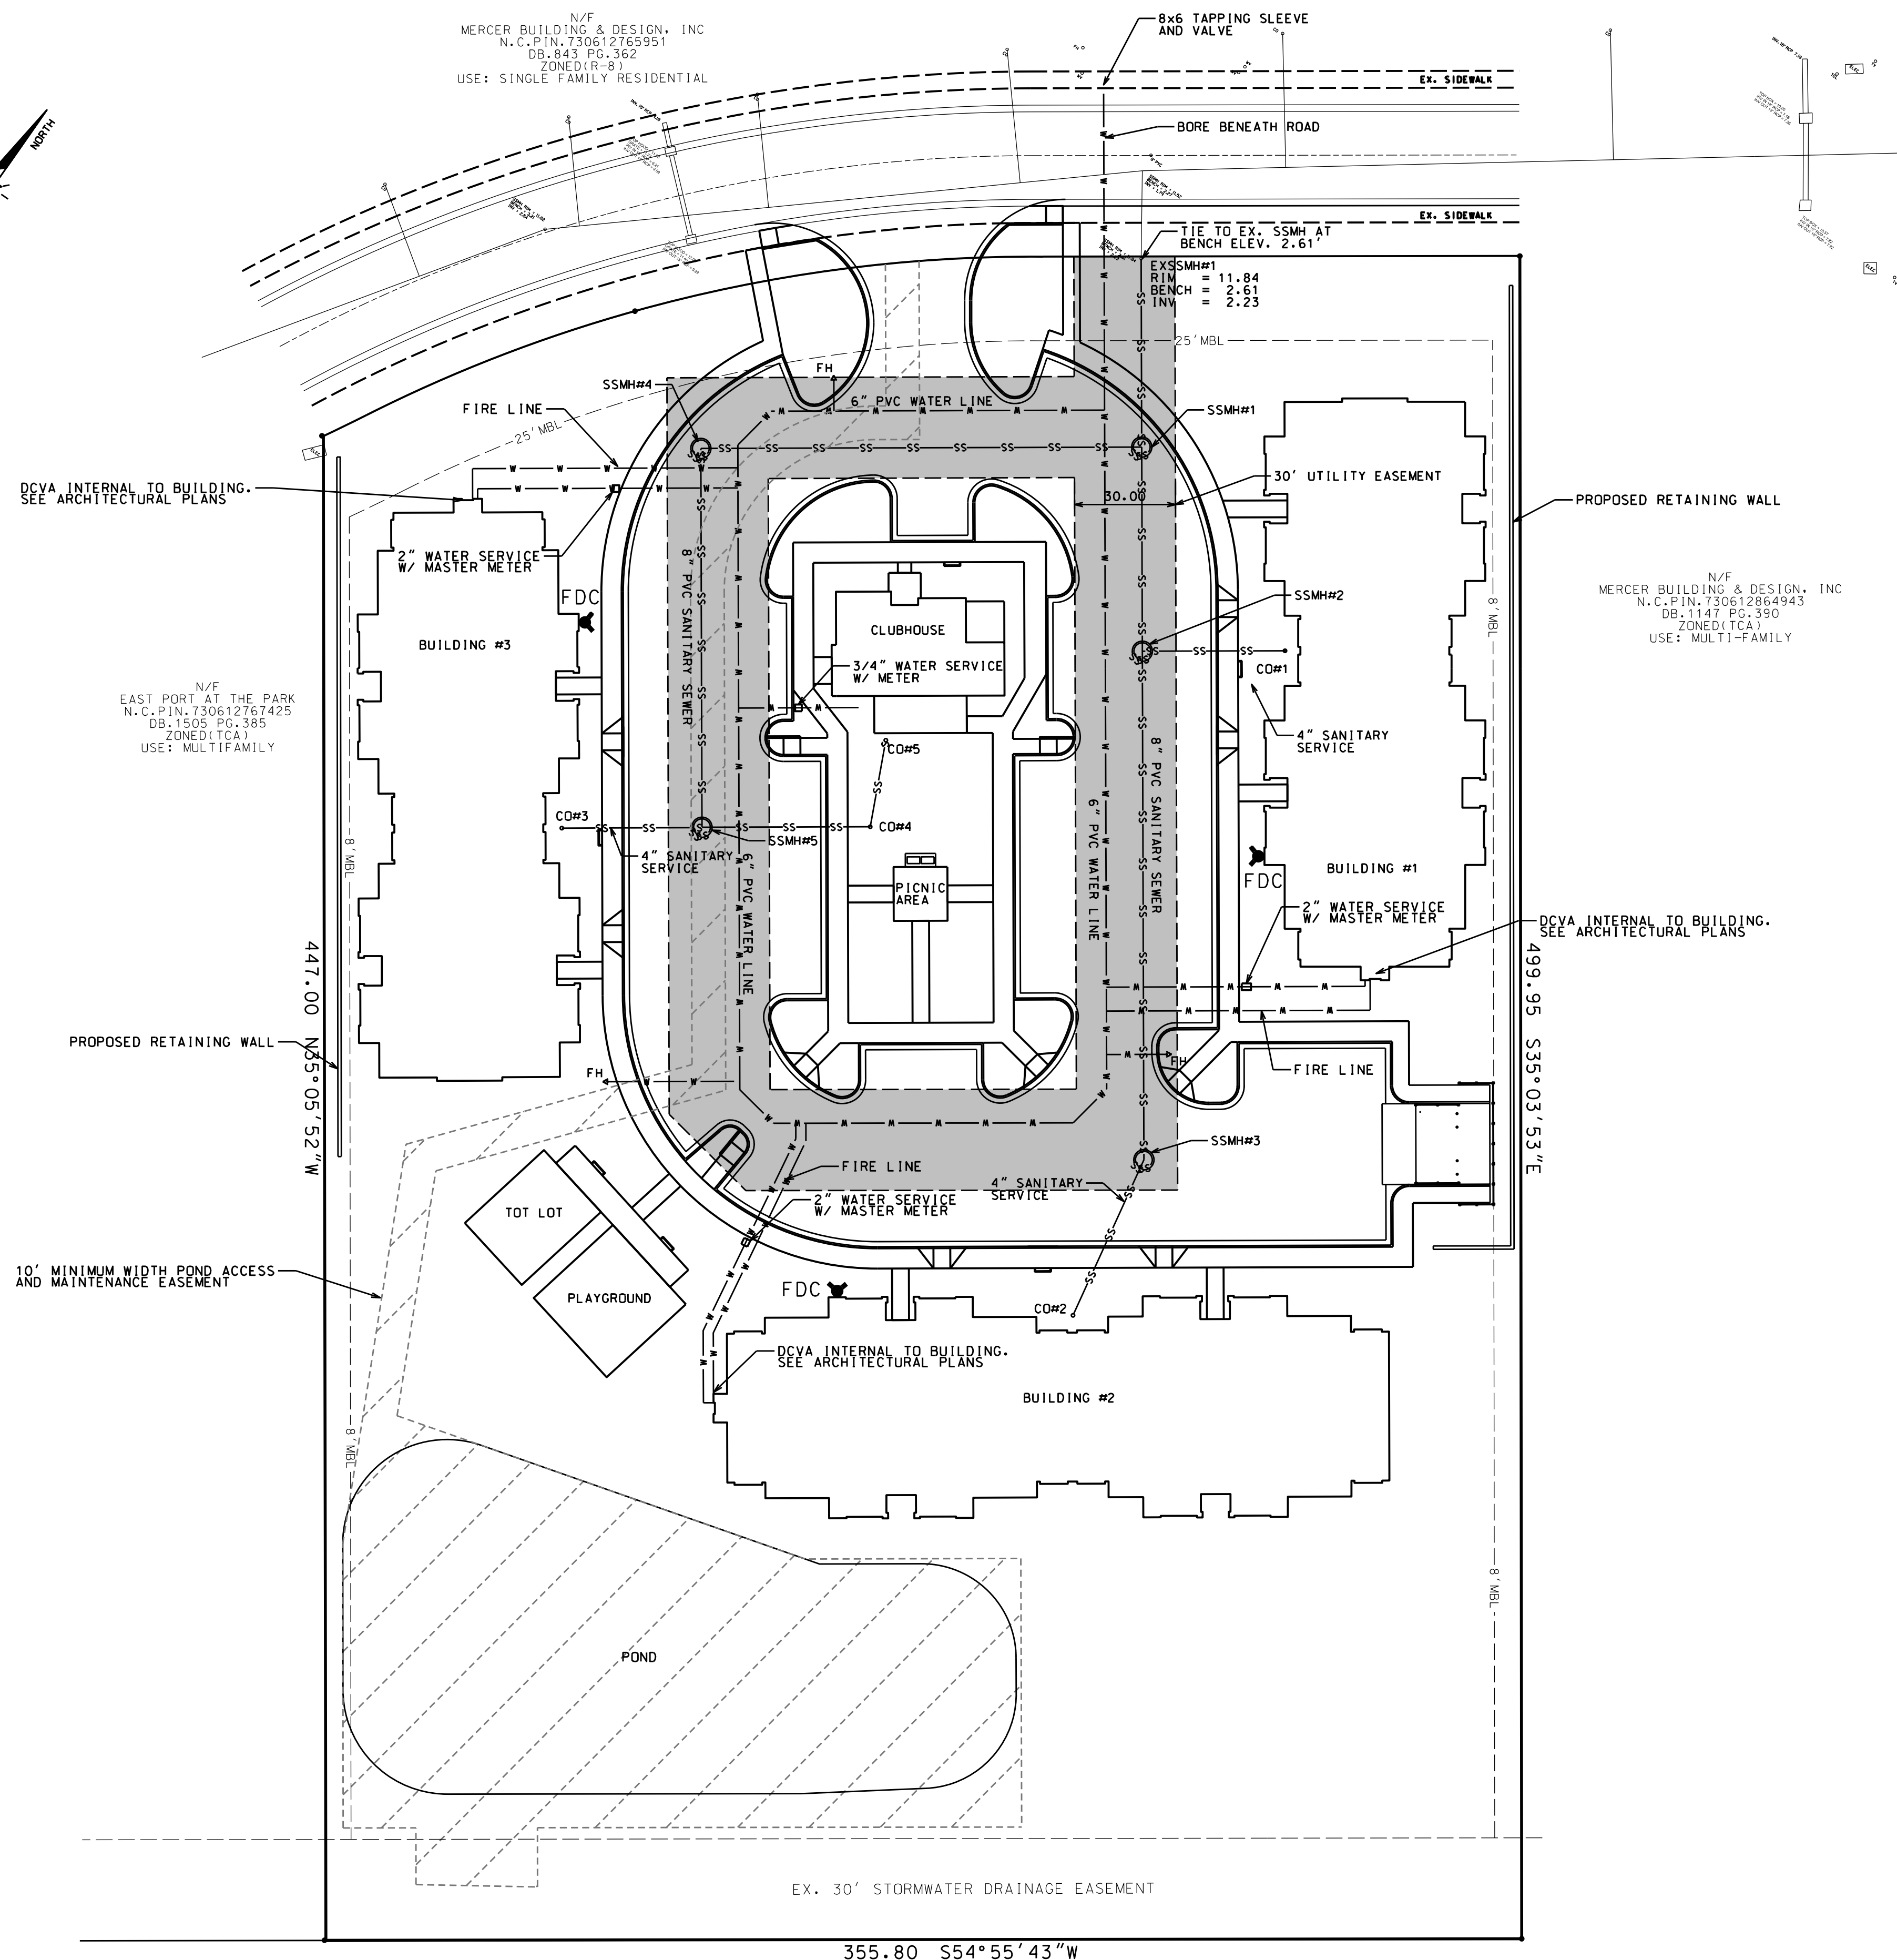 N/F
MERCER BUILDING & DESIGN, INC
N.C.PIN.730612765951
DB.843 PG.362
ZONED(R-8)
USE: SINGLE FAMILY RESIDENTIAL
8x6 TAPPING SLEEVE
AND VALVE
EX. SIDEWALK
NORTH
BORE BENEATH ROAD
EX. SIDEWALK
TIE TO EX. SSMH AT
BENCH ELEV. 2.61'
EXSSMH#1
RIM = 11.84
BENCH = 2.61
INV = 2.23
25' MBL
FH
SSMH#4
FIRE LINE
6" PVC WATER LINE
SSMH#1
25' MBL
30' UTILITY EASEMENT
DCVA INTERNAL TO BUILDING.
SEE ARCHITECTURAL PLANS
30.00
PROPOSED RETAINING WALL
2" WATER SERVICE
W/ MASTER METER
8" PVC SANITARY SEWER
FDC
BUILDING #3
CLUBHOUSE
SSMH#2
8' MBL
N/F
MERCER BUILDING & DESIGN, INC
N.C.PIN.730612864943
DB.1147 PG.390
ZONED(TCA)
USE: MULTI-FAMILY
3/4" WATER SERVICE
W/ METER
CO#1
N/F
EAST PORT AT THE PARK
N.C.PIN.730612767425
DB.1505 PG.385
ZONED(TCA)
USE: MULTIFAMILY
4" SANITARY
SERVICE
CO#5
8" PVC SANITARY SEWER
6" PVC WATER LINE
CO#3
CO#4
SSMH#5
8' MBL
4" SANITARY
SERVICE
6" PVC WATER LINE
PICNIC
AREA
BUILDING #1
FDC
2" WATER SERVICE
W/ MASTER METER
DCVA INTERNAL TO BUILDING.
SEE ARCHITECTURAL PLANS
447.00 N35°05'52"W
499.95 S35°03'53"E
PROPOSED RETAINING WALL
FH
FH
FIRE LINE
SSMH#3
FIRE LINE
4" SANITARY
SERVICE
2" WATER SERVICE
W/ MASTER METER
TOT LOT
10' MINIMUM WIDTH POND ACCESS
AND MAINTENANCE EASEMENT
PLAYGROUND
FDC
CO#2
DCVA INTERNAL TO BUILDING.
SEE ARCHITECTURAL PLANS
BUILDING #2
8' MBL
8' MBL
POND
EX. 30' STORMWATER DRAINAGE EASEMENT
355.80 S54°55'43"W